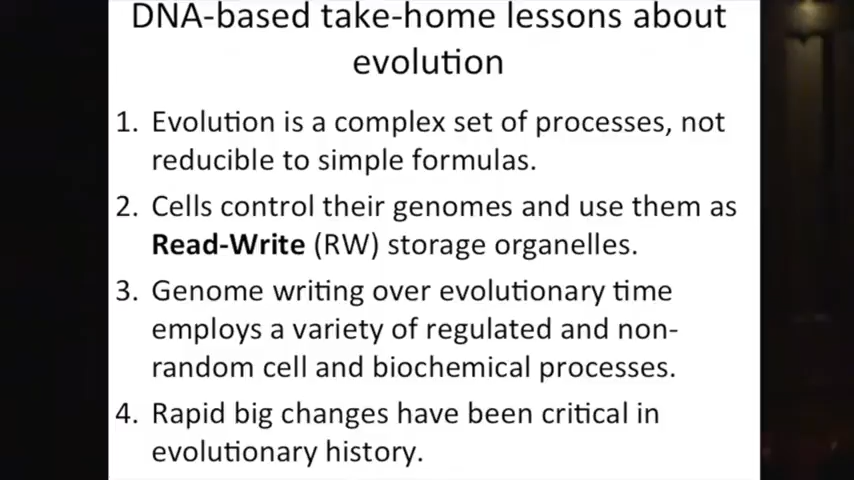 DNA-based take-home lessons about
evolution
1. Evolution is a complex set of processes, not
reducible to simple formulas.
2. Cells control their genomes and use them as
Read-Write (RW) storage organelles.
3. Genome writing over evolutionary time
employs a variety of regulated and non-
random cell and biochemical processes.
4. Rapid big changes have been critical in
evolutionary history.